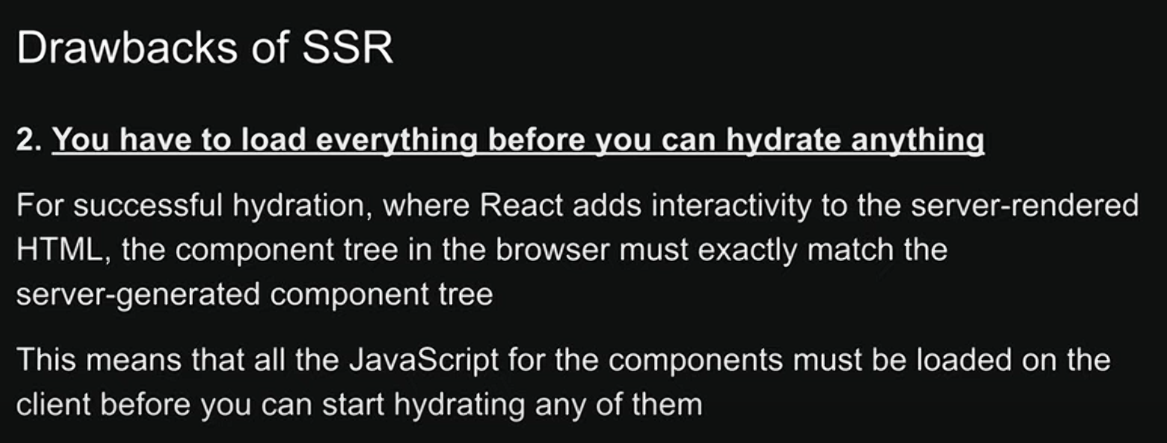 Drawbacks of SSR
2. You have to load everything before you can hydrate anything
For successful hydration, where React adds interactivity to the server-rendered
HTML, the component tree in the browser must exactly match the
server-generated component tree
This means that all the JavaScript for the components must be loaded on the
client before you can start hydrating any of them